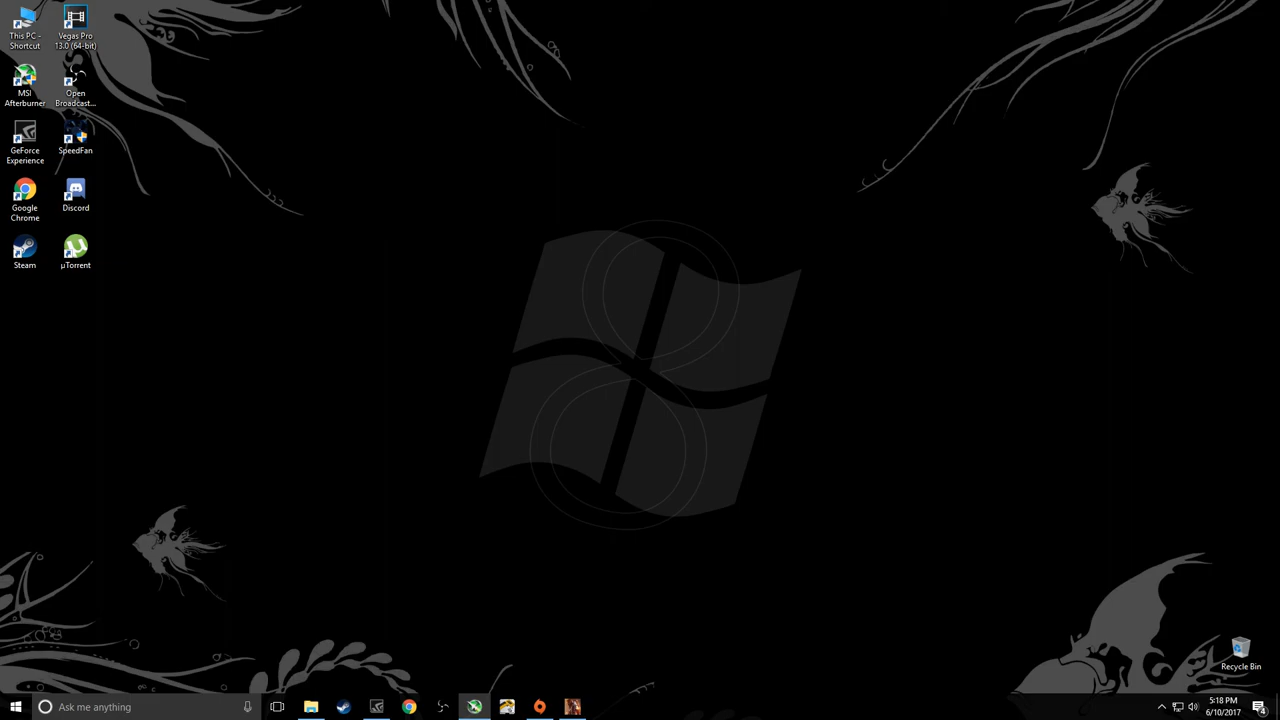 This PC -
Shortcut
Vegas Pro
13.0 (64-bit)
MSI
Afterburner
Open
Broadcast...
GeForce
Experience
SpeedFan
Google
Chrome
Discord
Steam
µTorrent
Recycle Bin
Ask me anything
5:18 PM
6/10/2017
4